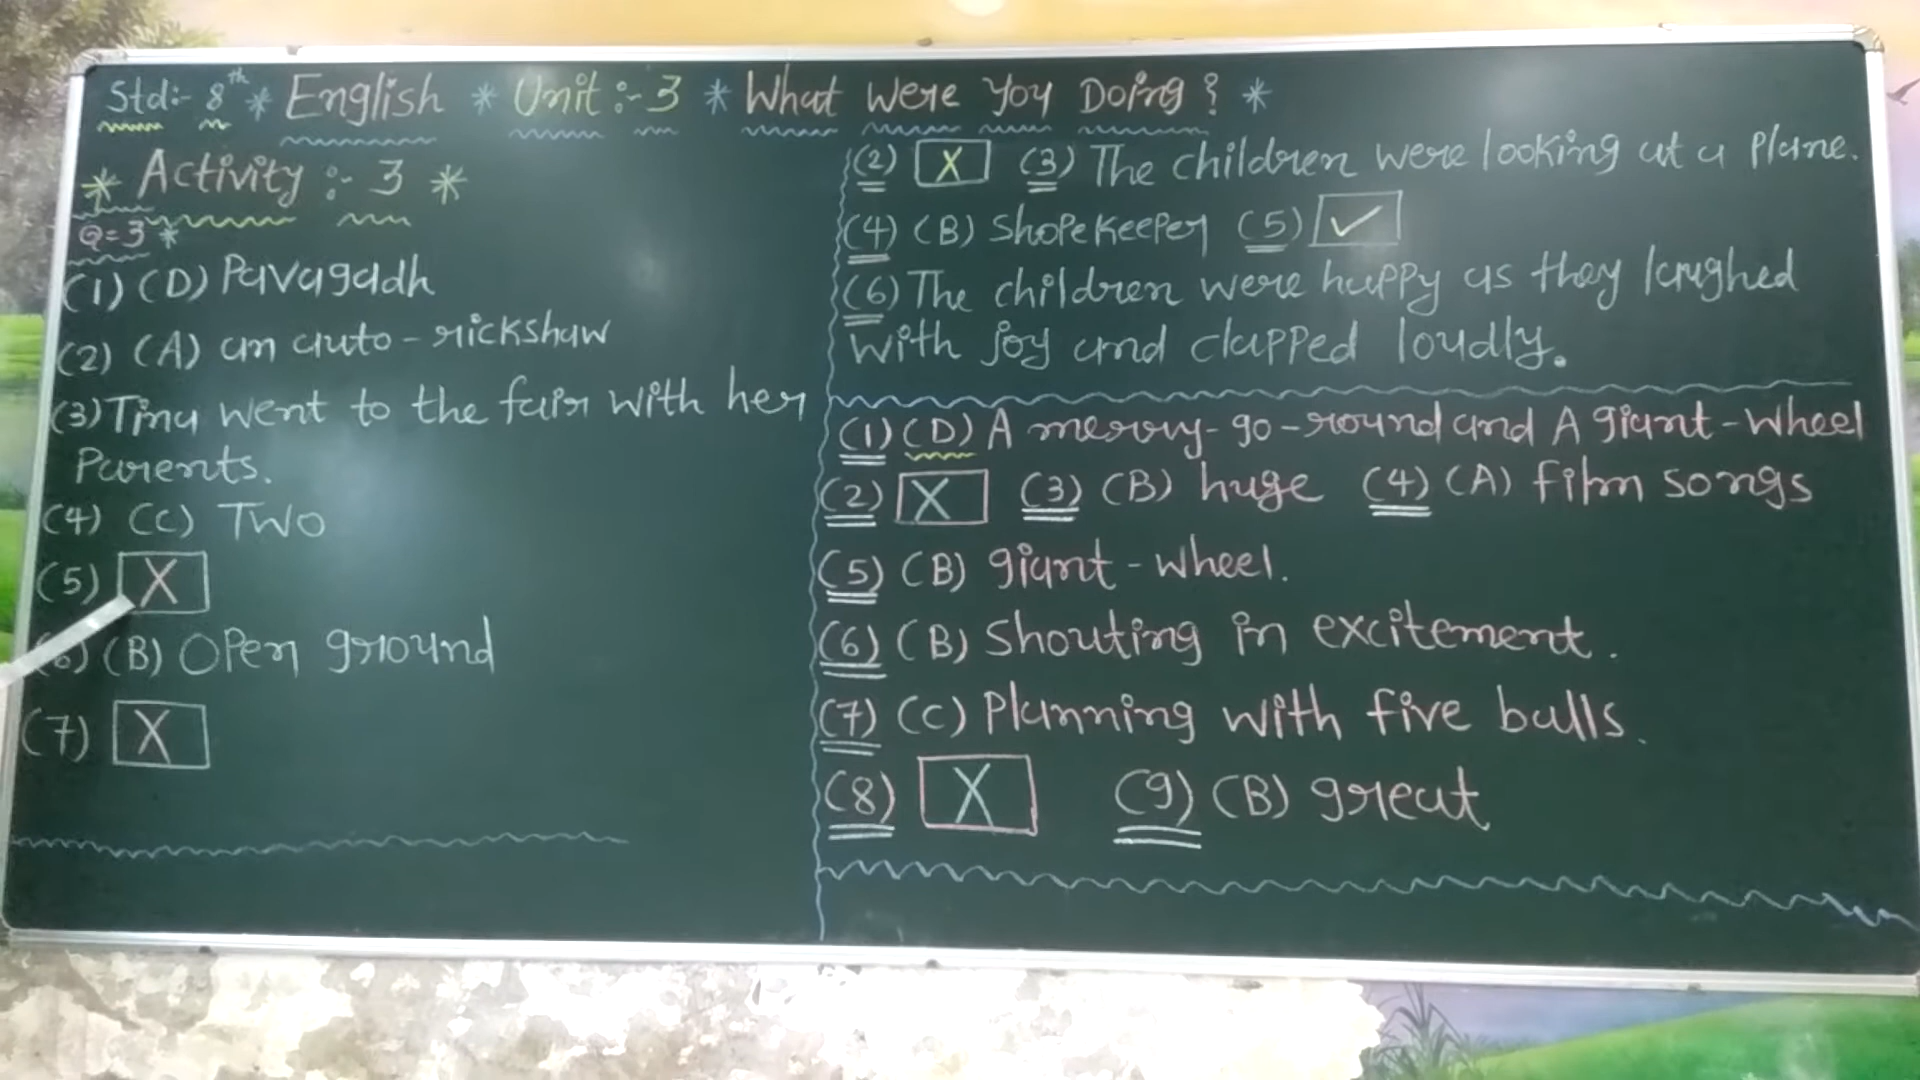 Std:- 8th * English * Unit :- 3 * What Were You Doing? *
* Activity :- 3 *
Q=3 *
(1) (D) Pavagadh
(2) (A) an auto-rickshaw
(3) Tina went to the fair with her
Parents.
(4) (C) Two
(5) X
(6) (B) Open ground
(7) X
(2) X (3) The children were looking at a Plane.
(4) (B) ShopeKeeper (5) ✓
(6) The children were happy as they laughed
with joy and clapped loudly.
(1) (D) A merry-go-round and A giant-wheel
(2) X (3) (B) huge (4) (A) film songs
(5) (B) giant-wheel.
(6) (B) Shouting in excitement.
(7) (C) Planning with five balls.
(8) X (9) (B) great